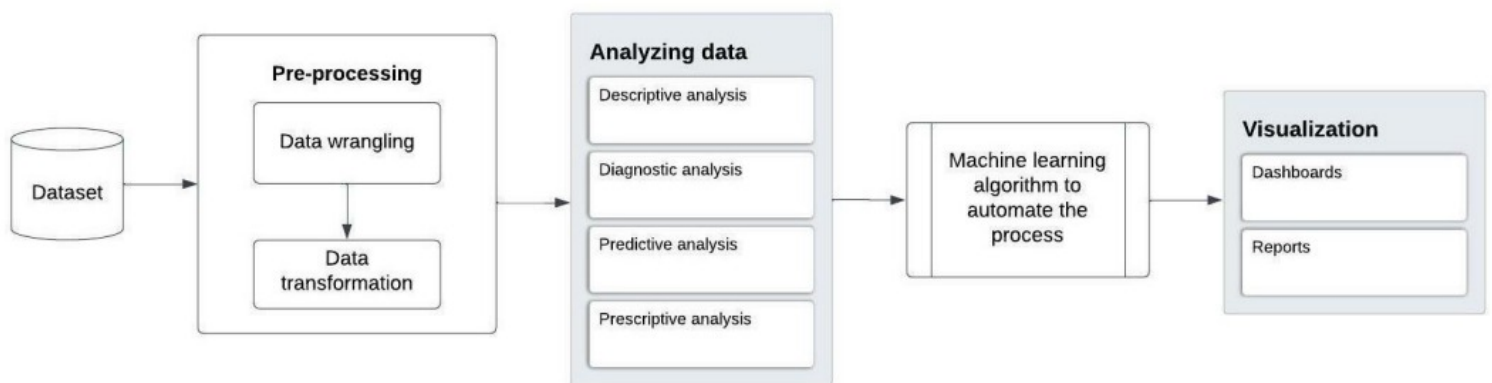 Dataset
Pre-processing
Data wrangling
Data
transformation
Analyzing data
Descriptive analysis
Diagnostic analysis
Predictive analysis
Prescriptive analysis
Machine learning
algorithm to
automate the
process
Visualization
Dashboards
Reports